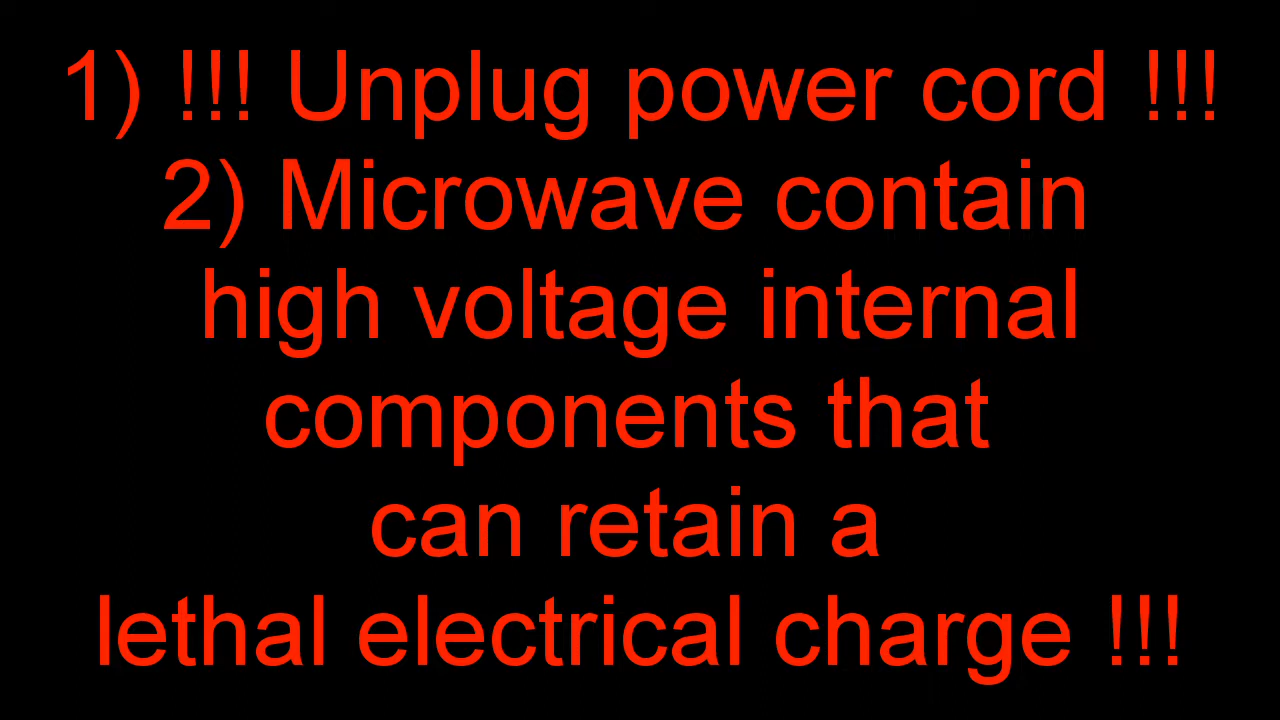 1) !!! Unplug power cord !!!
2) Microwave contain
high voltage internal
components that
can retain a
lethal electrical charge !!!